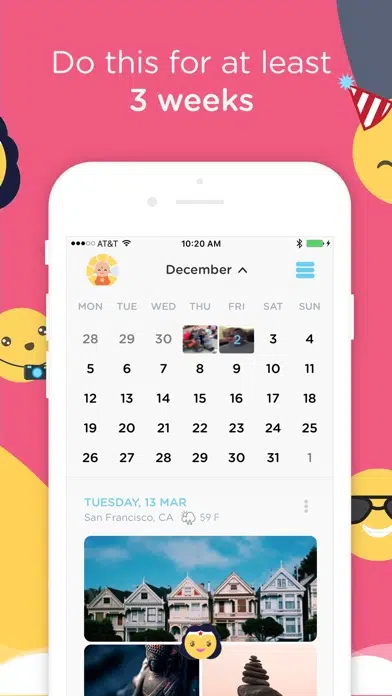 Do this for at least
3 weeks
AT&T 10:20 AM
December
MON TUE WED THU FRI SAT SUN
28 29 30 2 3 4
5 6 7 8 9 10 11
12 13 14 15 16 17 18
19 20 21 22 23 24 25
26 27 28 29 30 31 1
TUESDAY, 13 MAR
San Francisco, CA 59 F